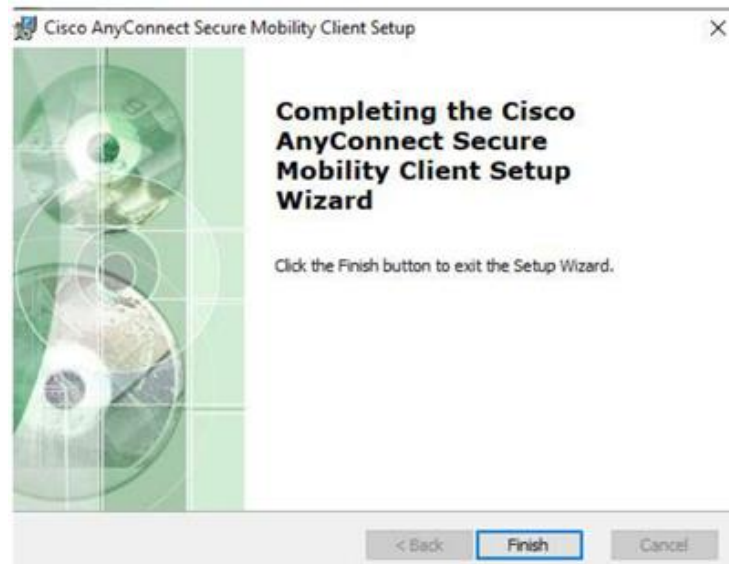 Cisco AnyConnect Secure Mobility Client Setup
Completing the Cisco
AnyConnect Secure
Mobility Client Setup
Wizard
Click the Finish button to exit the Setup Wizard.
< Back
Finish
Cancel